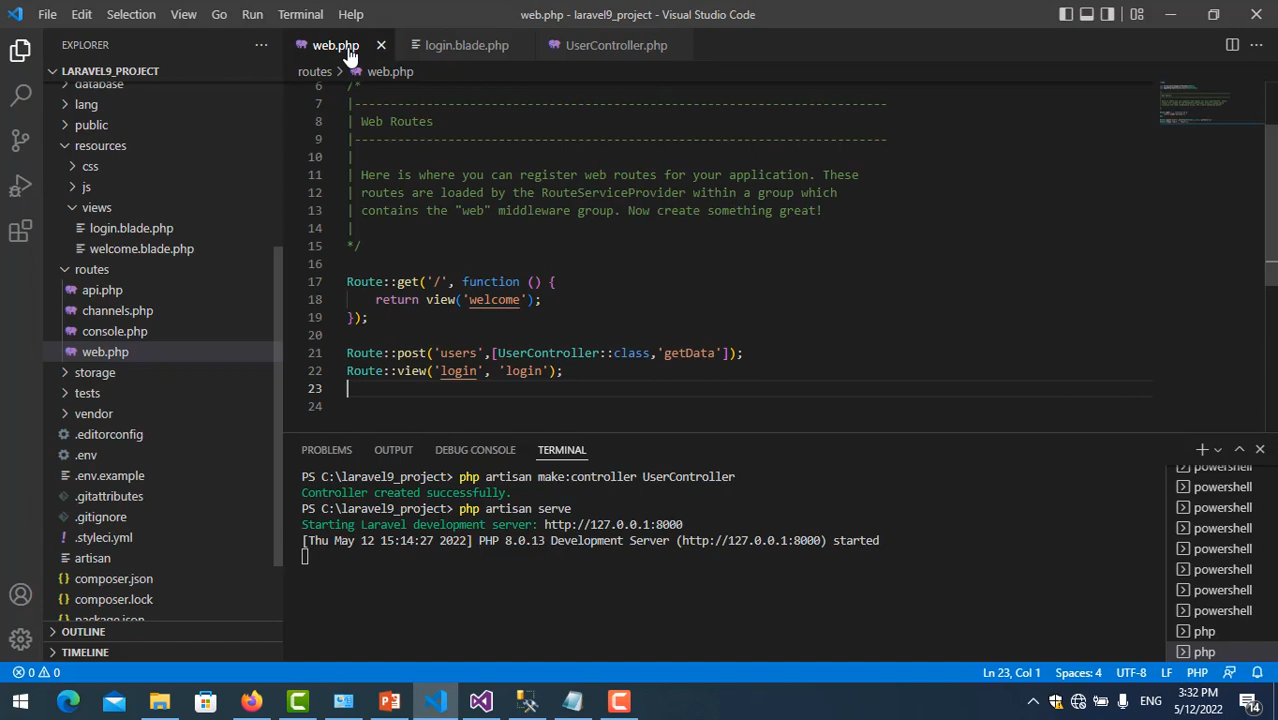 File Edit Selection View Go Run Terminal Help
web.php - laravel9_project - Visual Studio Code
EXPLORER
web.php
login.blade.php
UserController.php
LARAVEL9_PROJECT
routes > web.php
database
lang
public
resources
css
js
views
login.blade.php
welcome.blade.php
routes
api.php
channels.php
console.php
web.php
storage
tests
vendor
.editorconfig
.env
.env.example
.gitattributes
.gitignore
.styleci.yml
artisan
composer.json
composer.lock
package.json
OUTLINE
TIMELINE
6 /*
7 |--------------------------------------------------------------------------
8 | Web Routes
9 |--------------------------------------------------------------------------
10 |
11 | Here is where you can register web routes for your application. These
12 | routes are loaded by the RouteServiceProvider within a group which
13 | contains the "web" middleware group. Now create something great!
14 |
15 */
16
17 Route::get('/', function () {
18 return view('welcome');
19 });
20
21 Route::post('users',[UserController::class,'getData']);
22 Route::view('login', 'login');
23
24
PROBLEMS OUTPUT DEBUG CONSOLE TERMINAL
PS C:\laravel9_project> php artisan make:controller UserController
Controller created successfully.
PS C:\laravel9_project> php artisan serve
Starting Laravel development server: http://127.0.0.1:8000
[Thu May 12 15:14:27 2022] PHP 8.0.13 Development Server (http://127.0.0.1:8000) started
powershell
powershell
powershell
powershell
powershell
powershell
powershell
powershell
php
php
0 0
Ln 23, Col 1 Spaces: 4 UTF-8 LF PHP
ENG
3:32 PM
5/12/2022
14